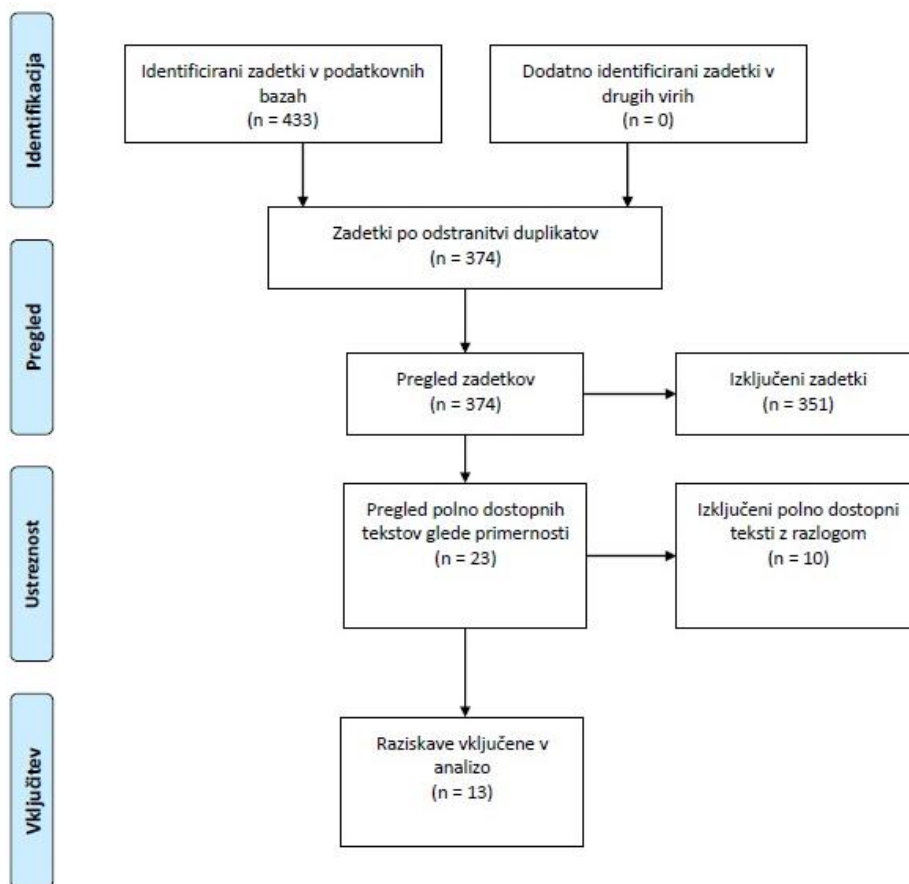 Identifikacija
Identificirani zadetki v podatkovnih
bazah
(n = 433)
Dodatno identificirani zadetki v
drugih virih
(n = 0)
Zadetki po odstranitvi duplikatov
(n = 374)
Pregled
Pregled zadetkov
(n = 374)
Izključeni zadetki
(n = 351)
Ustreznost
Pregled polno dostopnih
tekstov glede primernosti
(n = 23)
Izključeni polno dostopni
teksti z razlogom
(n = 10)
Vključitev
Raziskave vključene v
analizo
(n = 13)